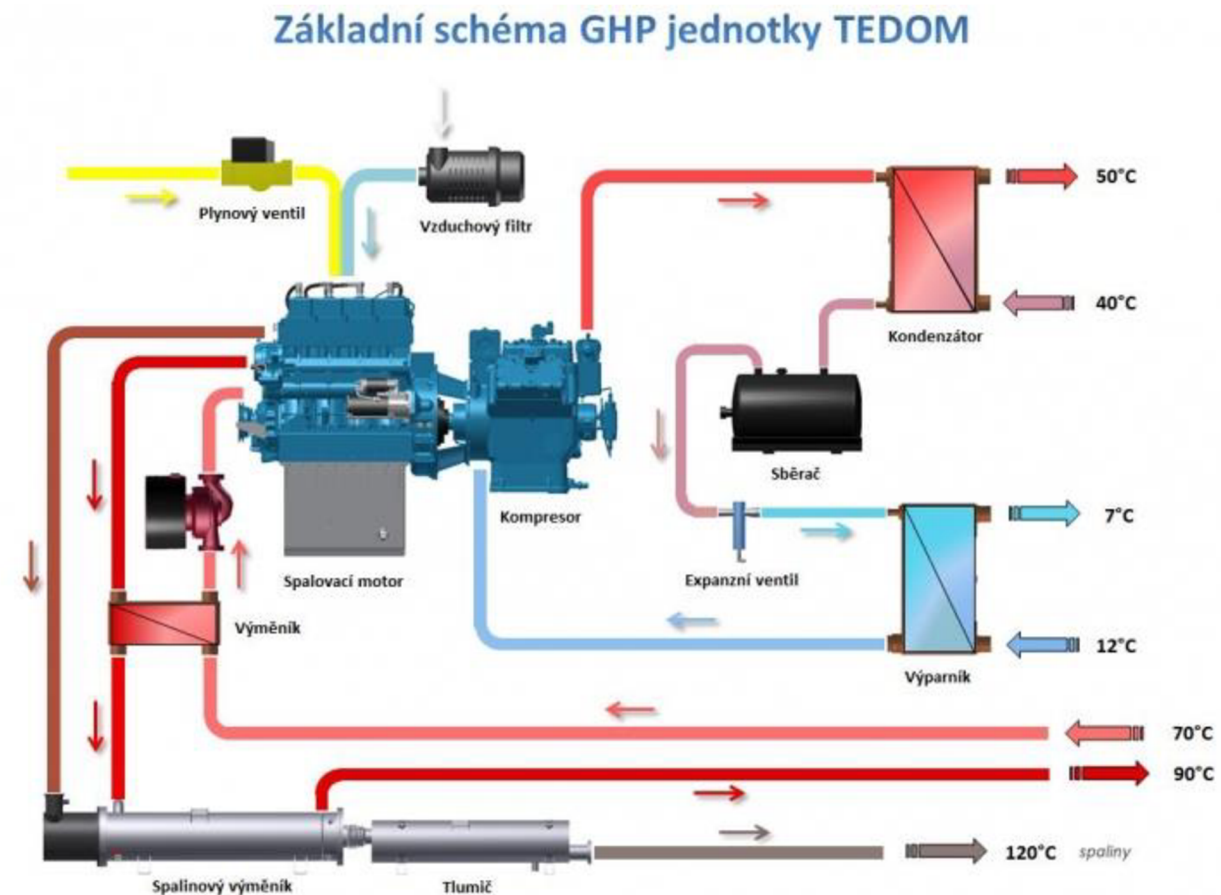 Základní schéma GHP jednotky TEDOM
Plynový ventil
Vzduchový filtr
50°C
40°C
Kondenzátor
Sběrač
Kompresor
7°C
Spalovací motor
Expanzní ventil
Výměník
12°C
Výparník
70°C
90°C
120°C spaliny
Spalinový výměník
Tlumič